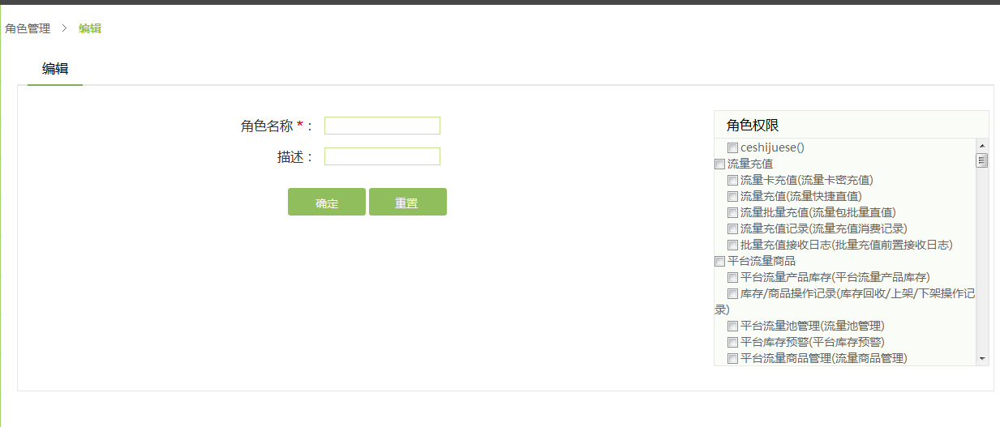 角色管理 > 编辑
编辑
角色名称 * :
描述 :
确定 重置
角色权限
ceshijuese()
流量充值
流量卡充值(流量卡密充值)
流量充值(流量快捷直值)
流量批量充值(流量包批量直值)
流量充值记录(流量充值消费记录)
批量充值接收日志(批量充值前置接收日志)
平台流量商品
平台流量产品库存(平台流量产品库存)
库存/商品操作记录(库存回收/上架/下架操作记
录)
平台流量池管理(流量池管理)
平台库存预警(平台库存预警)
平台流量商品管理(流量商品管理)